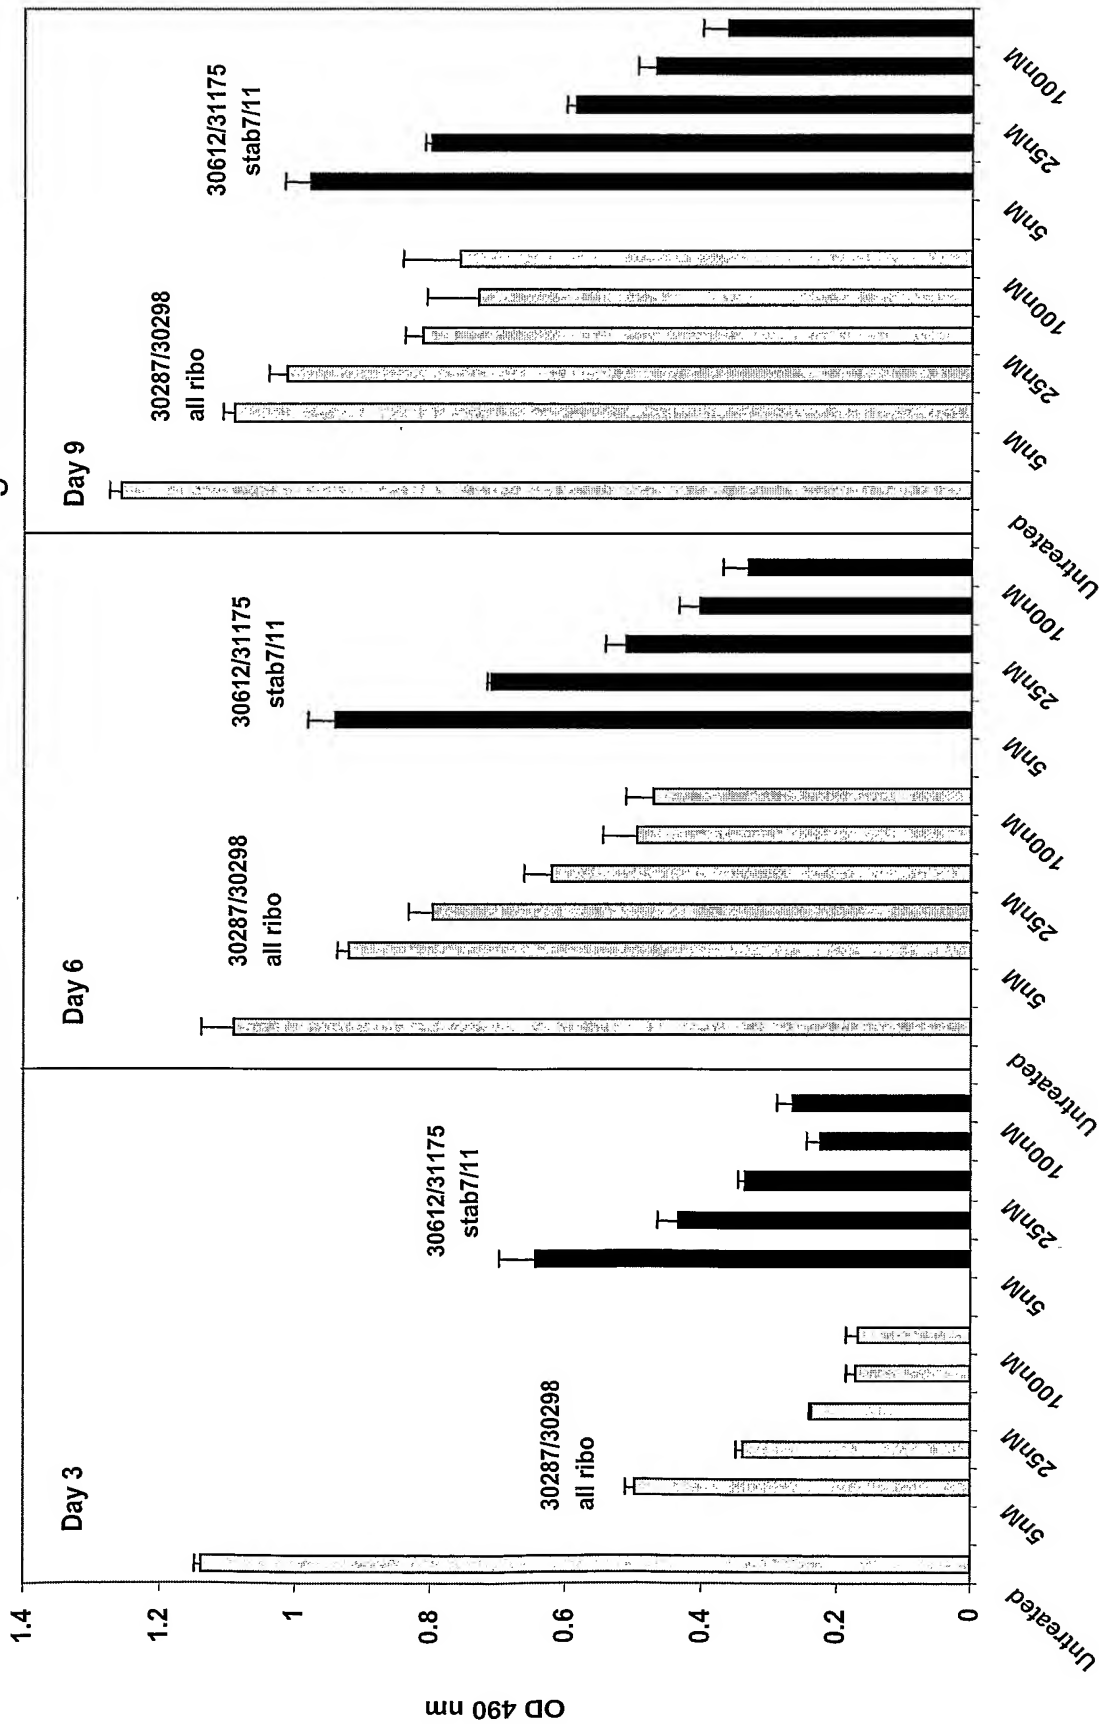 Day 3
Day 6
Day 9
30287/30298
all ribo
30612/31175
stab7/11
30287/30298
all ribo
30612/31175
stab7/11
30287/30298
all ribo
30612/31175
stab7/11
OD 490 nm
1.4
1.2
1
0.8
0.6
0.4
0.2
0
Untreated
5nM
25nM
100nM
5nM
25nM
100nM
Untreated
5nM
25nM
100nM
5nM
25nM
100nM
Untreated
5nM
25nM
100nM
5nM
25nM
100nM